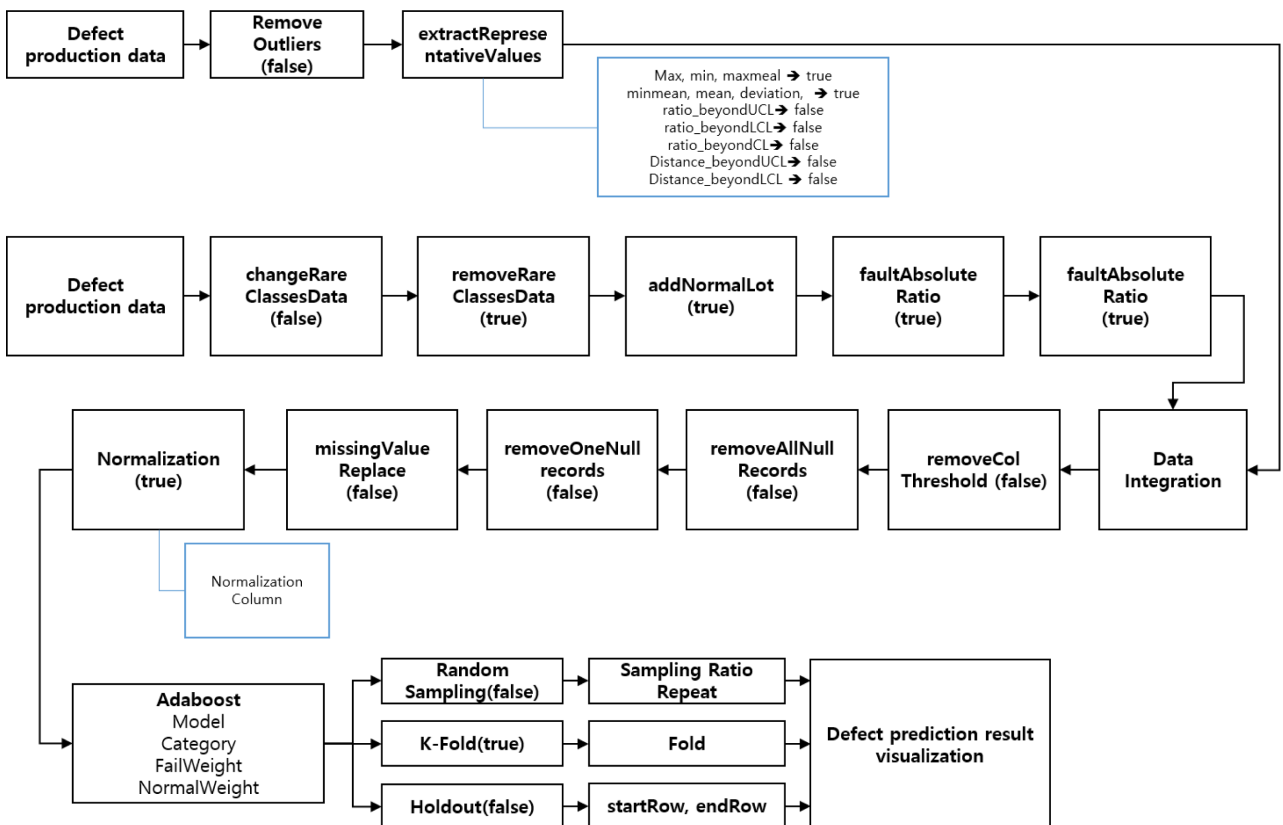 Defect
production data
Remove
Outliers
(false)
extractReprese
ntativeValues
Max, min, maxmeal ➔ true
minmean, mean, deviation, ➔ true
ratio_beyondUCL➔ false
ratio_beyondLCL➔ false
ratio_beyondCL➔ false
Distance_beyondUCL➔ false
Distance_beyondLCL ➔ false
Defect
production data
changeRare
ClassesData
(false)
removeRare
ClassesData
(true)
addNormalLot
(true)
faultAbsolute
Ratio
(true)
faultAbsolute
Ratio
(true)
Normalization
(true)
missingValue
Replace
(false)
removeOneNull
records
(false)
removeAllNull
Records
(false)
removeCol
Threshold (false)
Data
Integration
Normalization
Column
Adaboost
Model
Category
FailWeight
NormalWeight
Random
Sampling(false)
Sampling Ratio
Repeat
K-Fold(true)
Fold
Holdout(false)
startRow, endRow
Defect prediction result
visualization